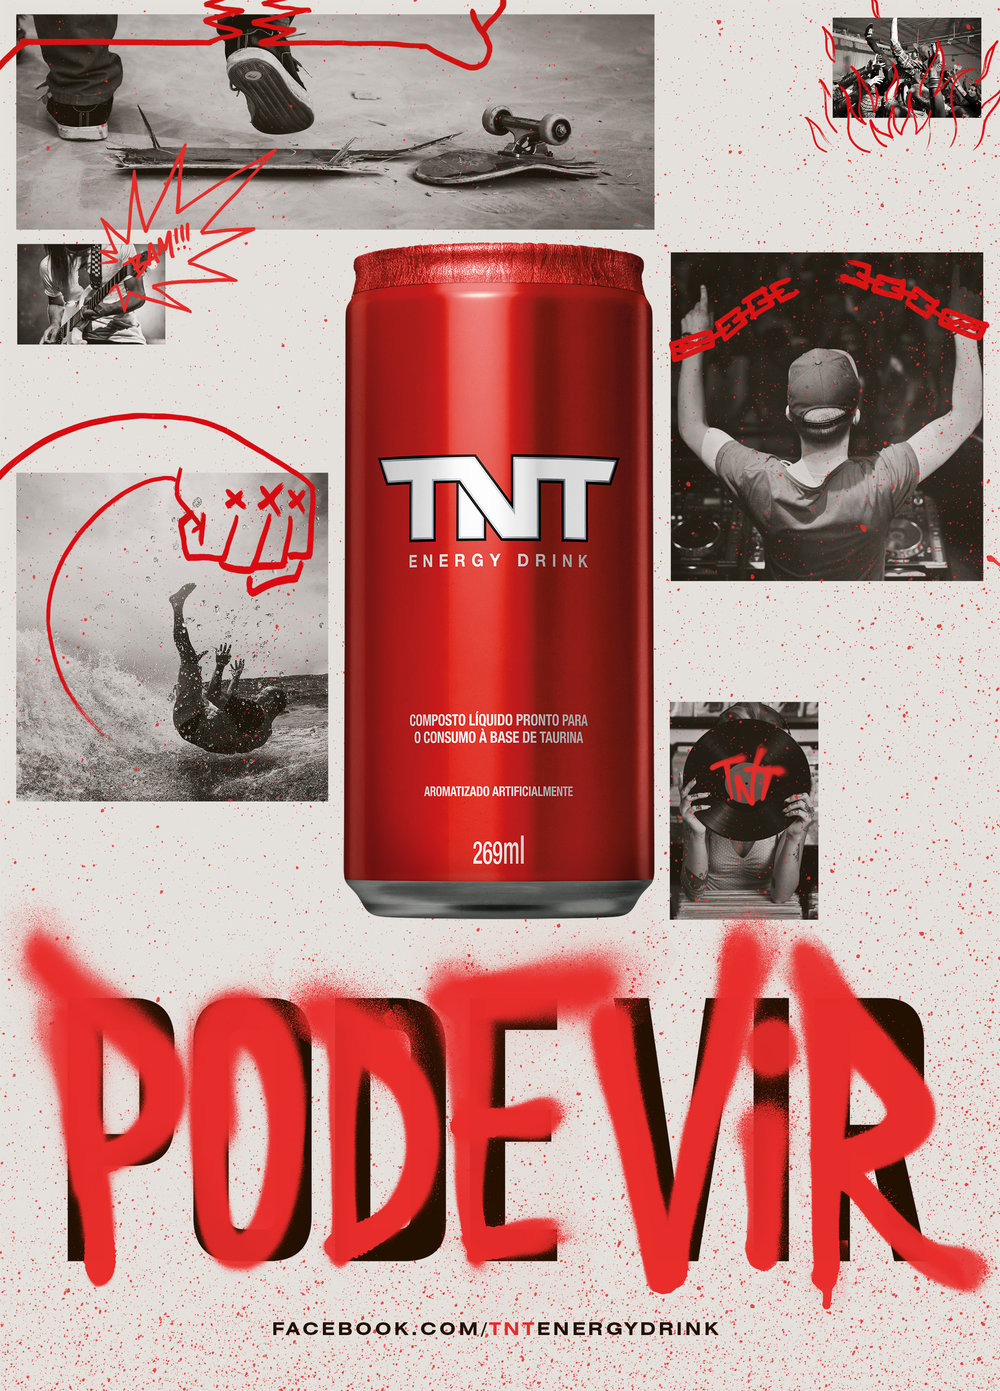 TNT
ENERGY DRINK
COMPOSTO LÍQUIDO PRONTO PARA
O CONSUMO À BASE DE TAURINA
AROMATIZADO ARTIFICIALMENTE
269ml
TNT
PODE ViR
FACEBOOK.COM/TNTENERGYDRINK